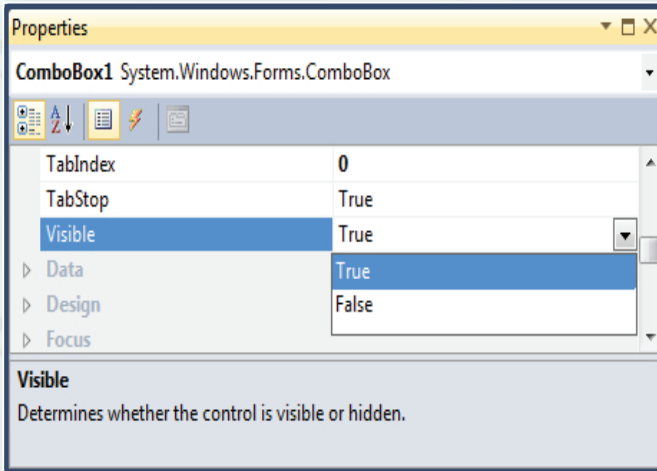 Properties
ComboBox1 System.Windows.Forms.ComboBox
TabIndex 0
TabStop True
Visible True
Data True
Design False
Focus
Visible
Determines whether the control is visible or hidden.